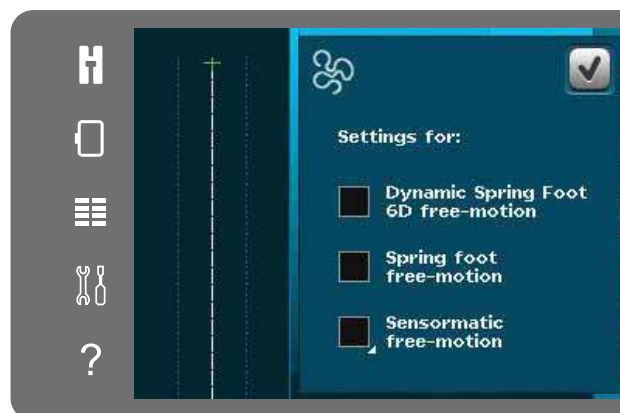 Settings for:
Dynamic Spring Foot
6D free-motion
Spring foot
free-motion
Sensormatic
free-motion
?